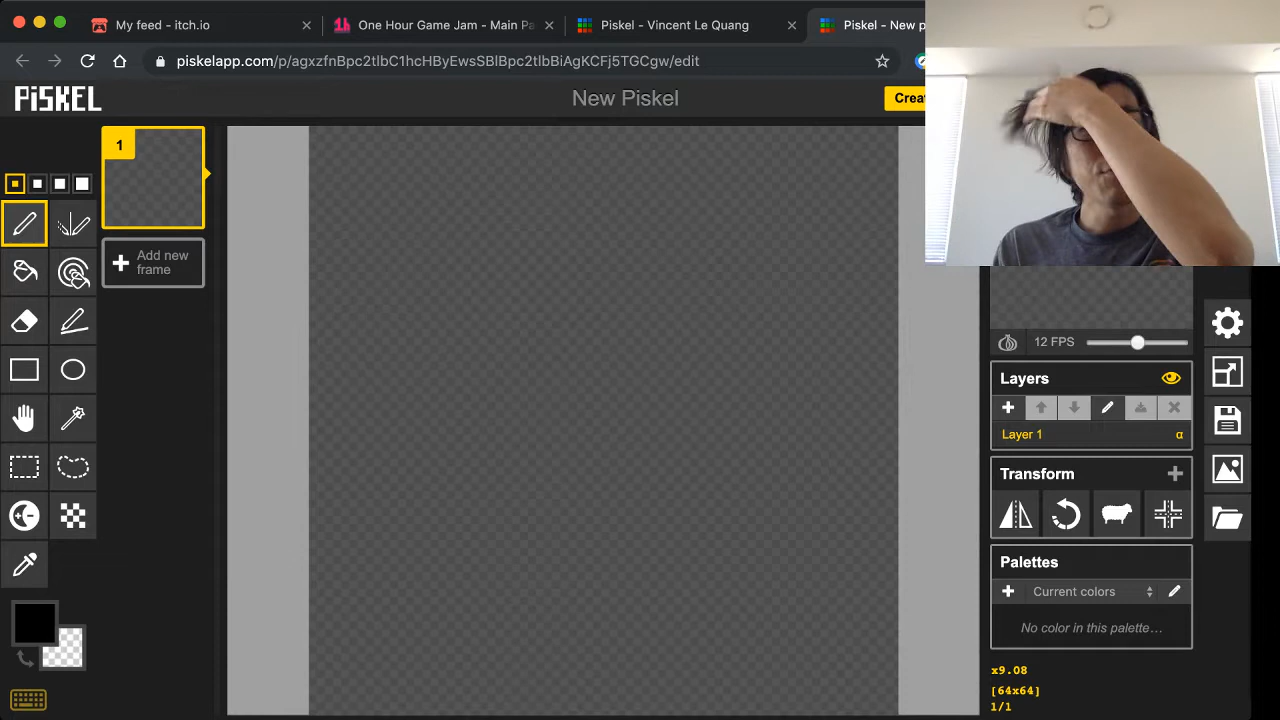 My feed - itch.io
One Hour Game Jam - Main Pa
Piskel - Vincent Le Quang
Piskel - New p
piskelapp.com/p/agxzfnBpc2tlbC1hcHByEwsSBlBpc2tlbBiAgKCFj5TGCgw/edit
PISKEL
New Piskel
Crea
1
Add new
frame
12 FPS
Layers
Layer 1
α
Transform
Palettes
Current colors
No color in this palette…
x9.08
[64x64]
1/1